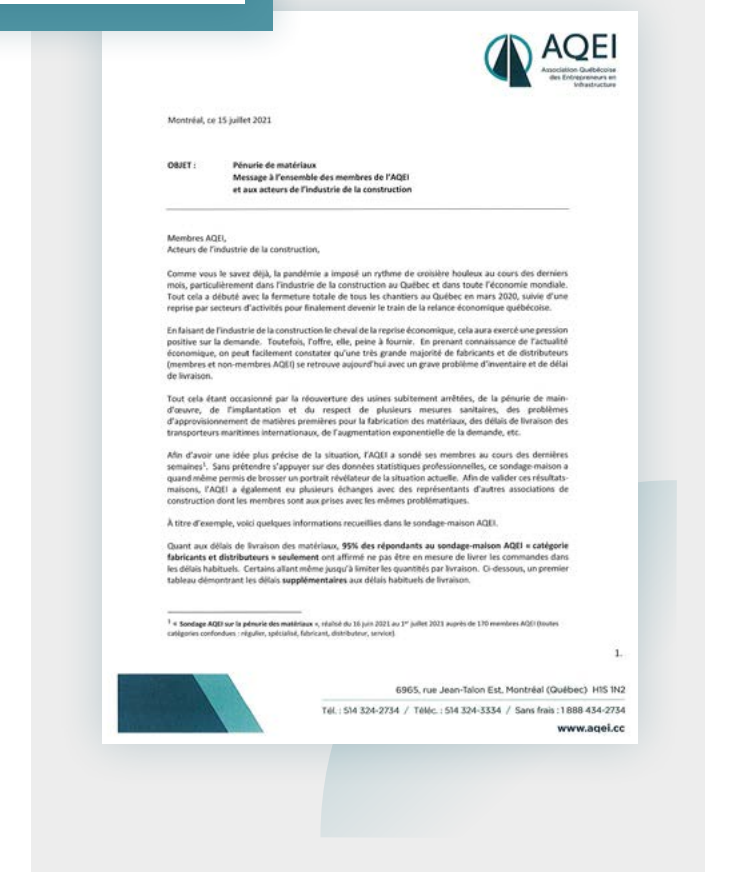 AQEI
Association Québécoise
des Entrepreneurs en
Infrastructure
Montréal, ce 15 juillet 2021
OBJET : Pénurie de matériaux
Message à l'ensemble des membres de l'AQEI
et aux acteurs de l'industrie de la construction
Membres AQEI,
Acteurs de l'industrie de la construction,
Comme vous le savez déjà, la pandémie a imposé un rythme de croisière houleux au cours des derniers
mois, particulièrement dans l'industrie de la construction au Québec et dans toute l'économie mondiale.
Tout cela a débuté avec la fermeture totale de tous les chantiers au Québec en mars 2020, suivie d'une
reprise par secteurs d'activités pour finalement devenir le train de la relance économique québécoise.
En faisant de l'industrie de la construction le cheval de la reprise économique, cela aura exercé une pression
positive sur la demande. Toutefois, l'offre, elle, peine à fournir. En prenant connaissance de l'actualité
économique, on peut facilement constater qu'une très grande majorité de fabricants et de distributeurs
(membres et non-membres AQEI) se retrouve aujourd'hui avec un grave problème d'inventaire et de délai
de livraison.
Tout cela étant occasionné par la réouverture des usines subitement arrêtées, de la pénurie de main-
d'œuvre, de l'implantation et du respect de plusieurs mesures sanitaires, des problèmes
d'approvisionnement de matières premières pour la fabrication des matériaux, des délais de livraison des
transporteurs maritimes internationaux, de l'augmentation exponentielle de la demande, etc.
Afin d'avoir une idée plus précise de la situation, l'AQEI a sondé ses membres au cours des dernières
semaines¹. Sans prétendre s'appuyer sur des données statistiques professionnelles, ce sondage-maison a
quand même permis de brosser un portrait révélateur de la situation actuelle. Afin de valider ces résultats-
maisons, l'AQEI a également eu plusieurs échanges avec des représentants d'autres associations de
construction dont les membres sont aux prises avec les mêmes problématiques.
À titre d'exemple, voici quelques informations recueillies dans le sondage-maison AQEI.
Quant aux délais de livraison des matériaux, 95% des répondants au sondage-maison AQEI « catégorie
fabricants et distributeurs » seulement ont affirmé ne pas être en mesure de livrer les commandes dans
les délais habituels. Certains allant même jusqu'à limiter les quantités par livraison. Ci-dessous, un premier
tableau démontrant les délais supplémentaires aux délais habituels de livraison.
¹ « Sondage AQEI sur la pénurie des matériaux », réalisé du 16 juin 2021 au 1er juillet 2021 auprès de 170 membres AQEI (toutes
catégories confondues : régulier, spécialisé, fabricant, distributeur, service).
1.
6965, rue Jean-Talon Est, Montréal (Québec) H1S 1N2
Tél. : 514 324-2734 / Téléc. : 514 324-3334 / Sans frais : 1 888 434-2734
www.aqei.cc